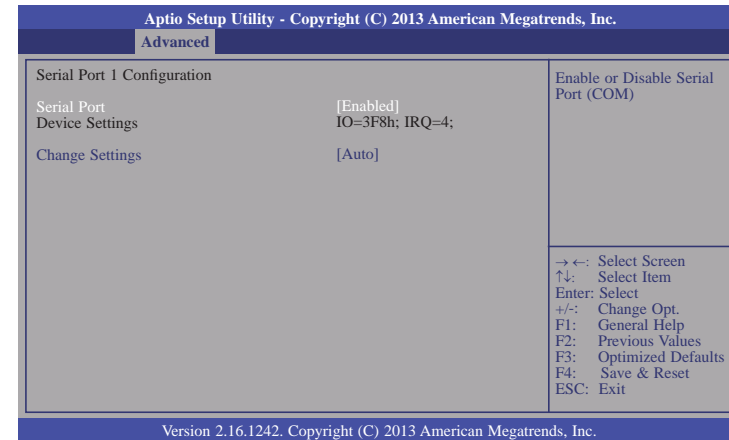 Aptio Setup Utility - Copyright (C) 2013 American Megatrends, Inc.
Advanced
Serial Port 1 Configuration
Serial Port [Enabled]
Device Settings IO=3F8h; IRQ=4;
Change Settings [Auto]
Enable or Disable Serial
Port (COM)
→ ←: Select Screen
↑↓: Select Item
Enter: Select
+/-: Change Opt.
F1: General Help
F2: Previous Values
F3: Optimized Defaults
F4: Save & Reset
ESC: Exit
Version 2.16.1242. Copyright (C) 2013 American Megatrends, Inc.